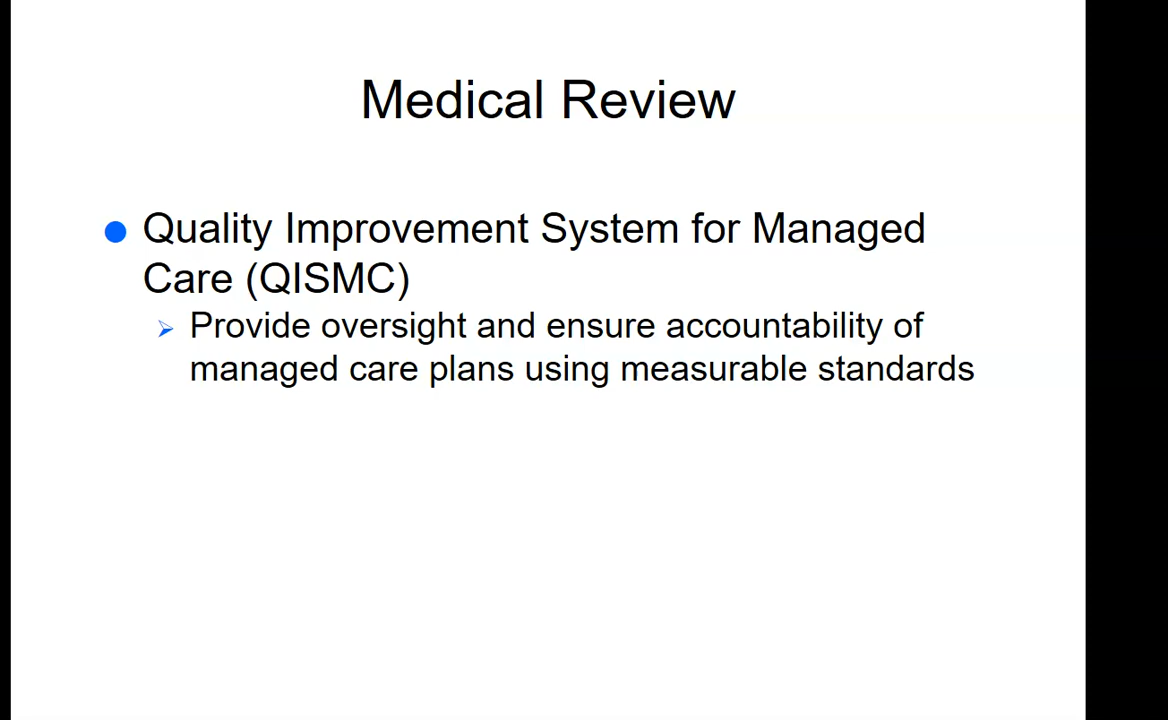 Medical Review
Quality Improvement System for Managed
Care (QISMC)
Provide oversight and ensure accountability of
managed care plans using measurable standards